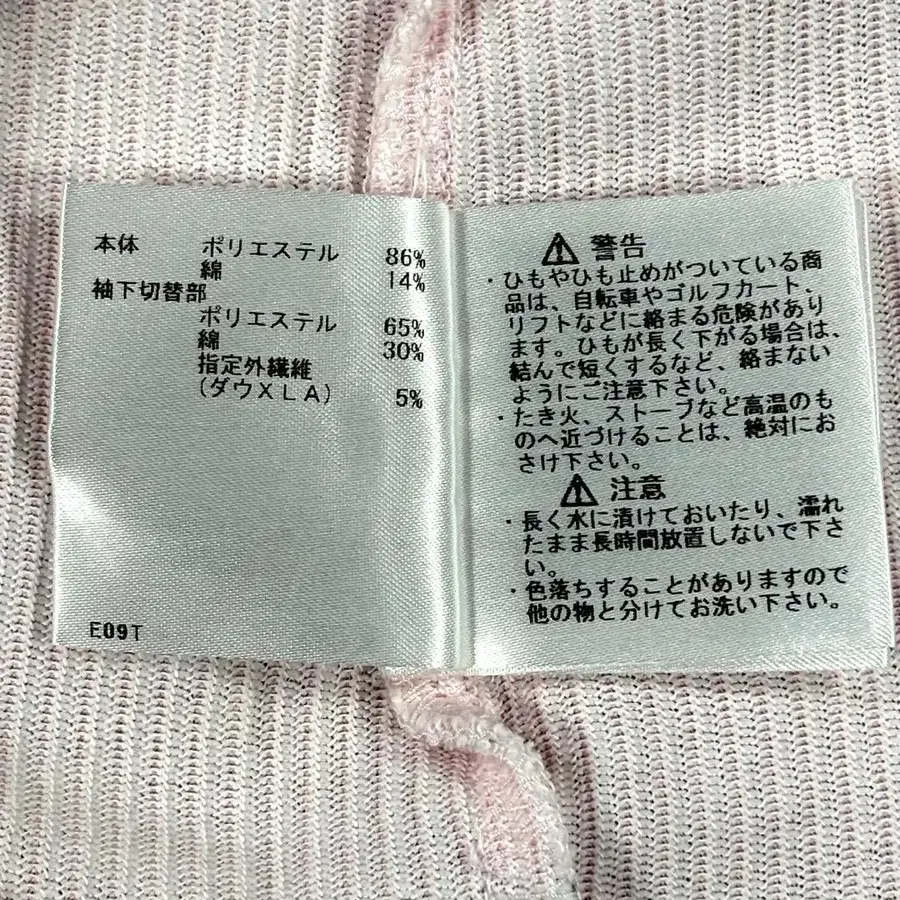 本体 ポリエステル 86%
綿 14%
袖下切替部
ポリエステル 65%
綿 30%
指定外繊維
(ダウXLA) 5%
E09T
警告
・ひもやひも止めがついている商
品は、自転車やゴルフカート、
リフトなどに絡まる危険があり
ます。ひもが長く下がる場合は、
結んで短くするなど、絡まない
ようにご注意下さい。
・たき火、ストーブなど高温のも
のへ近づけることは、絶対にお
さけ下さい。
注意
・長く水に漬けておいたり、濡れ
たまま長時間放置しないで下さ
い。
・色落ちすることがありますので
他の物と分けてお洗い下さい。